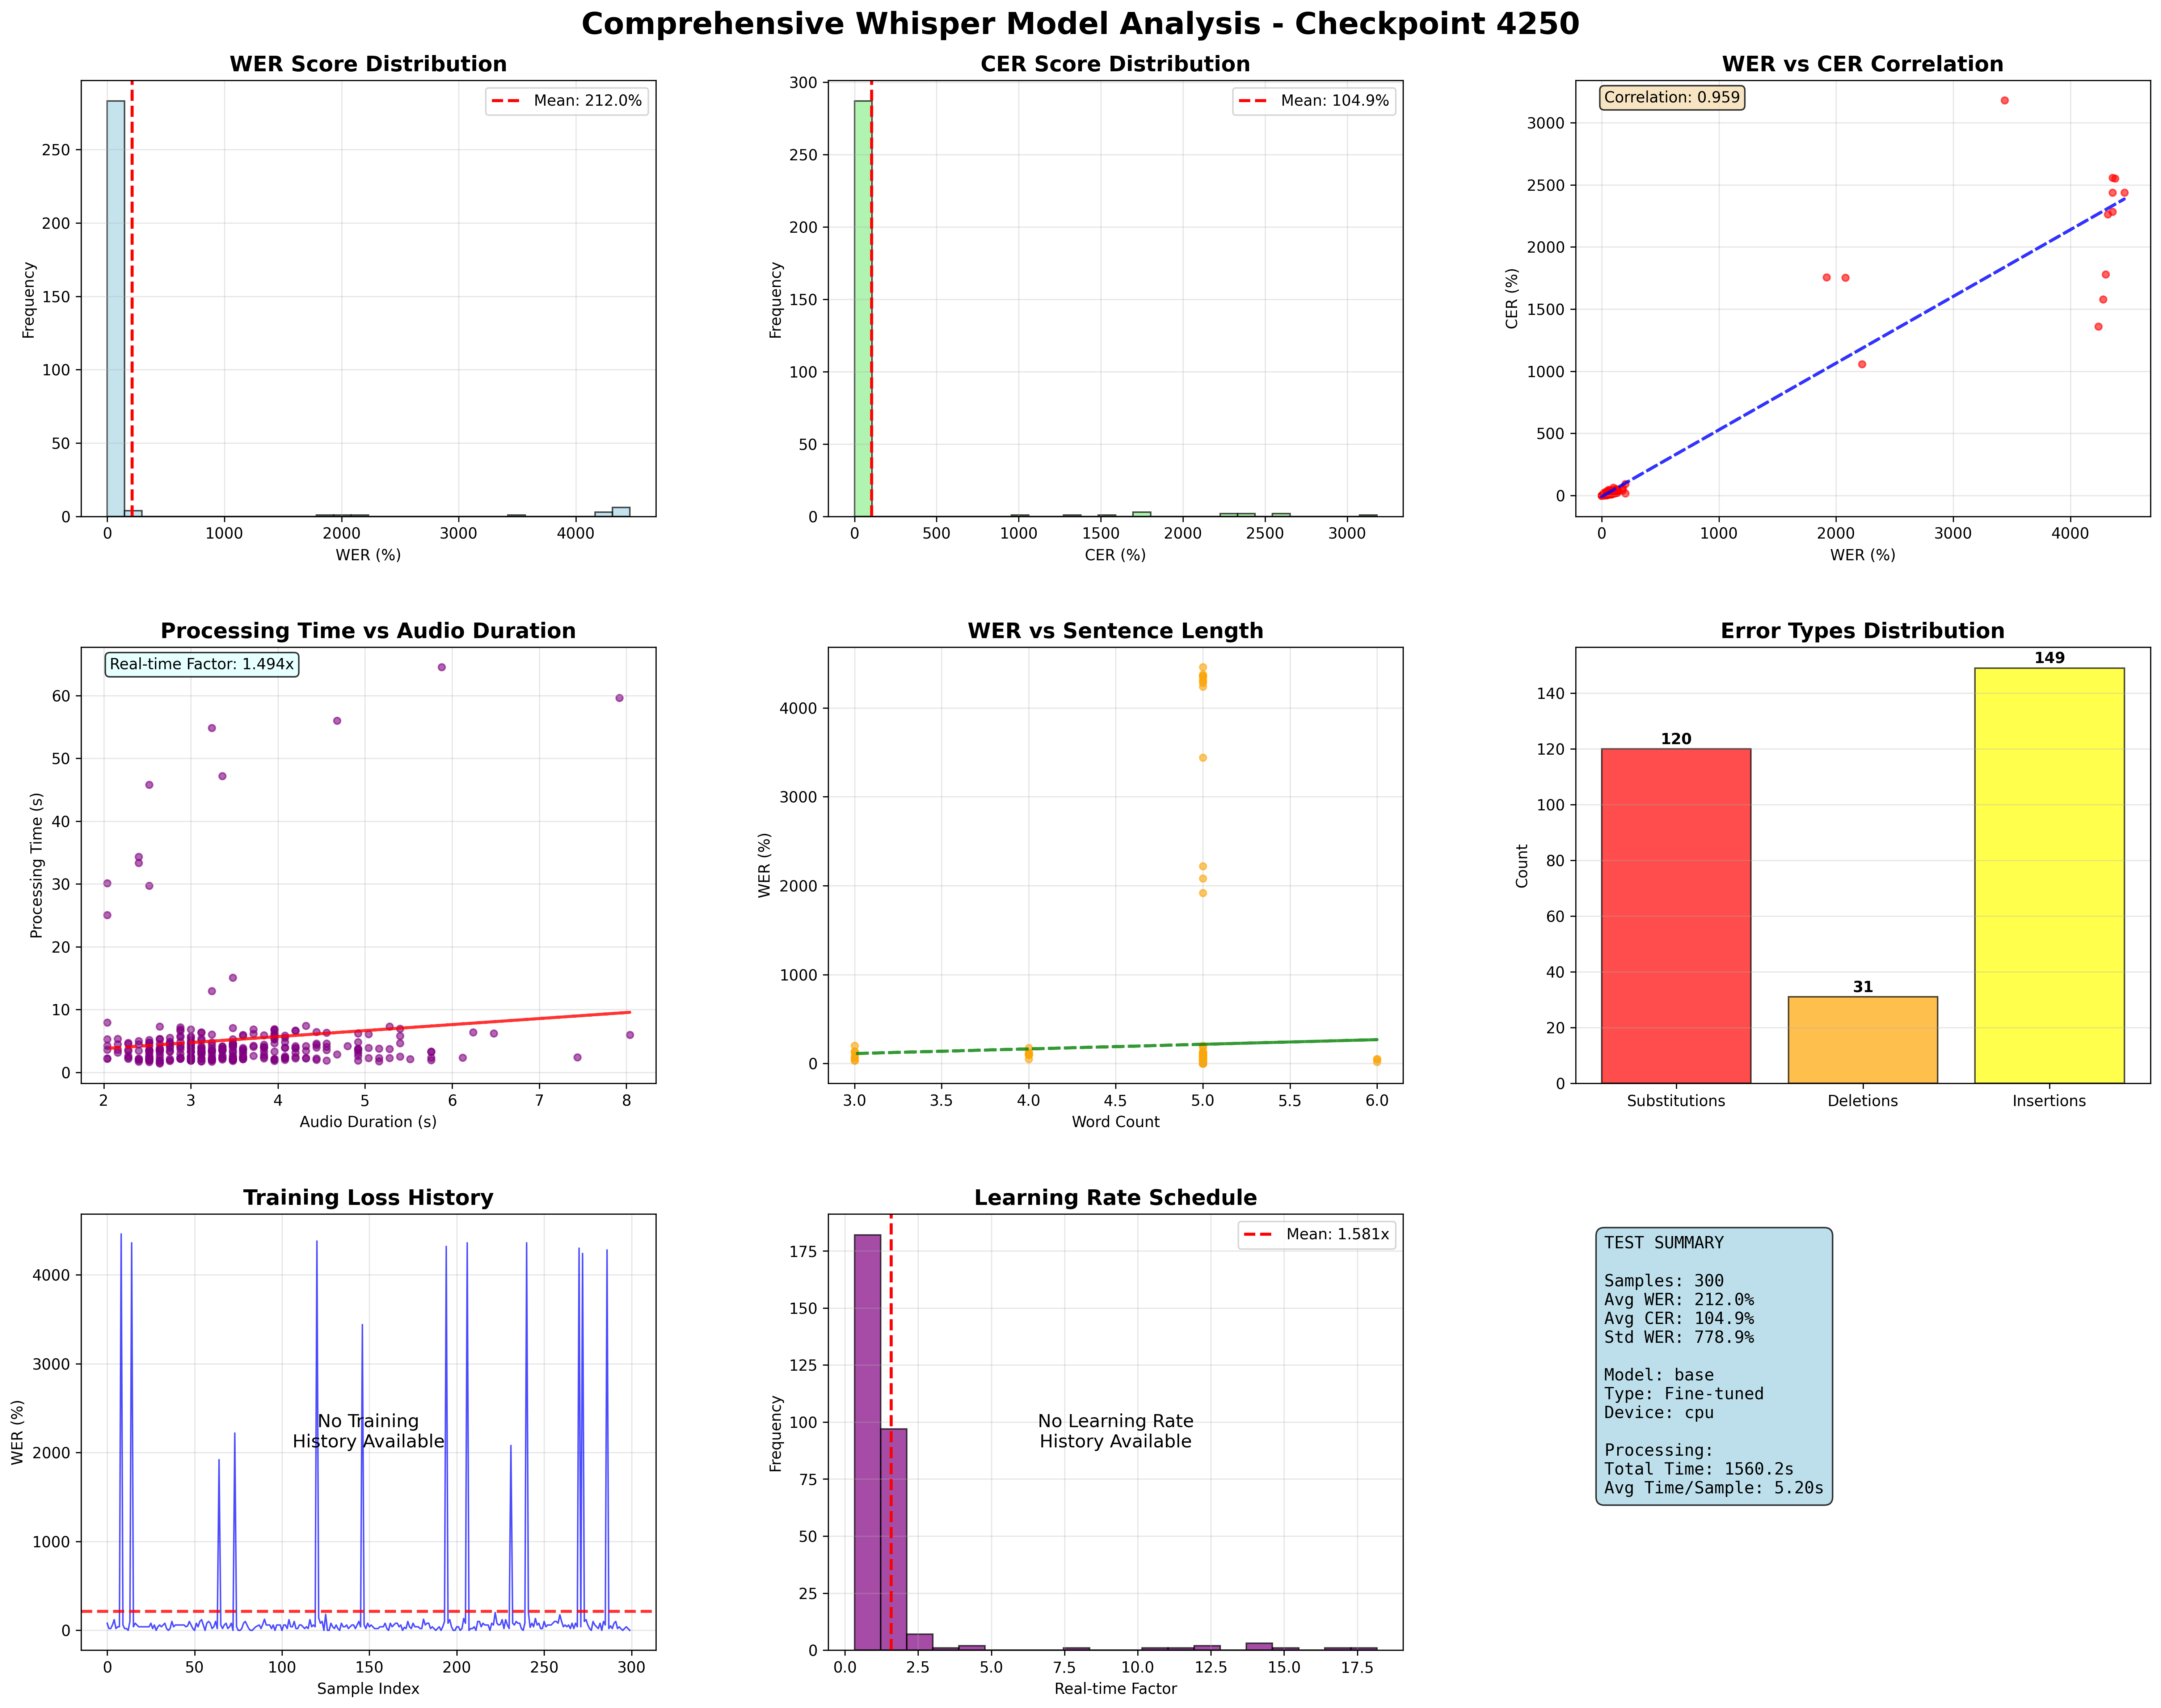 Comprehensive Whisper Model Analysis - Checkpoint 4250
WER Score Distribution
Mean: 212.0%
Frequency
0
50
100
150
200
250
0
1000
2000
3000
4000
WER (%)
CER Score Distribution
Mean: 104.9%
Frequency
0
50
100
150
200
250
300
0
500
1000
1500
2000
2500
3000
CER (%)
WER vs CER Correlation
Correlation: 0.959
CER (%)
0
500
1000
1500
2000
2500
3000
0
1000
2000
3000
4000
WER (%)
Processing Time vs Audio Duration
Real-time Factor: 1.494x
Processing Time (s)
0
10
20
30
40
50
60
2
3
4
5
6
7
8
Audio Duration (s)
WER vs Sentence Length
WER (%)
0
1000
2000
3000
4000
3.0
3.5
4.0
4.5
5.0
5.5
6.0
Word Count
Error Types Distribution
120
31
149
Count
0
20
40
60
80
100
120
140
Substitutions
Deletions
Insertions
Training Loss History
No Training
History Available
WER (%)
0
1000
2000
3000
4000
0
50
100
150
200
250
300
Sample Index
Learning Rate Schedule
Mean: 1.581x
No Learning Rate
History Available
Frequency
0
25
50
75
100
125
150
175
0.0
2.5
5.0
7.5
10.0
12.5
15.0
17.5
Real-time Factor
TEST SUMMARY
Samples: 300
Avg WER: 212.0%
Avg CER: 104.9%
Std WER: 778.9%
Model: base
Type: Fine-tuned
Device: cpu
Processing:
Total Time: 1560.2s
Avg Time/Sample: 5.20s